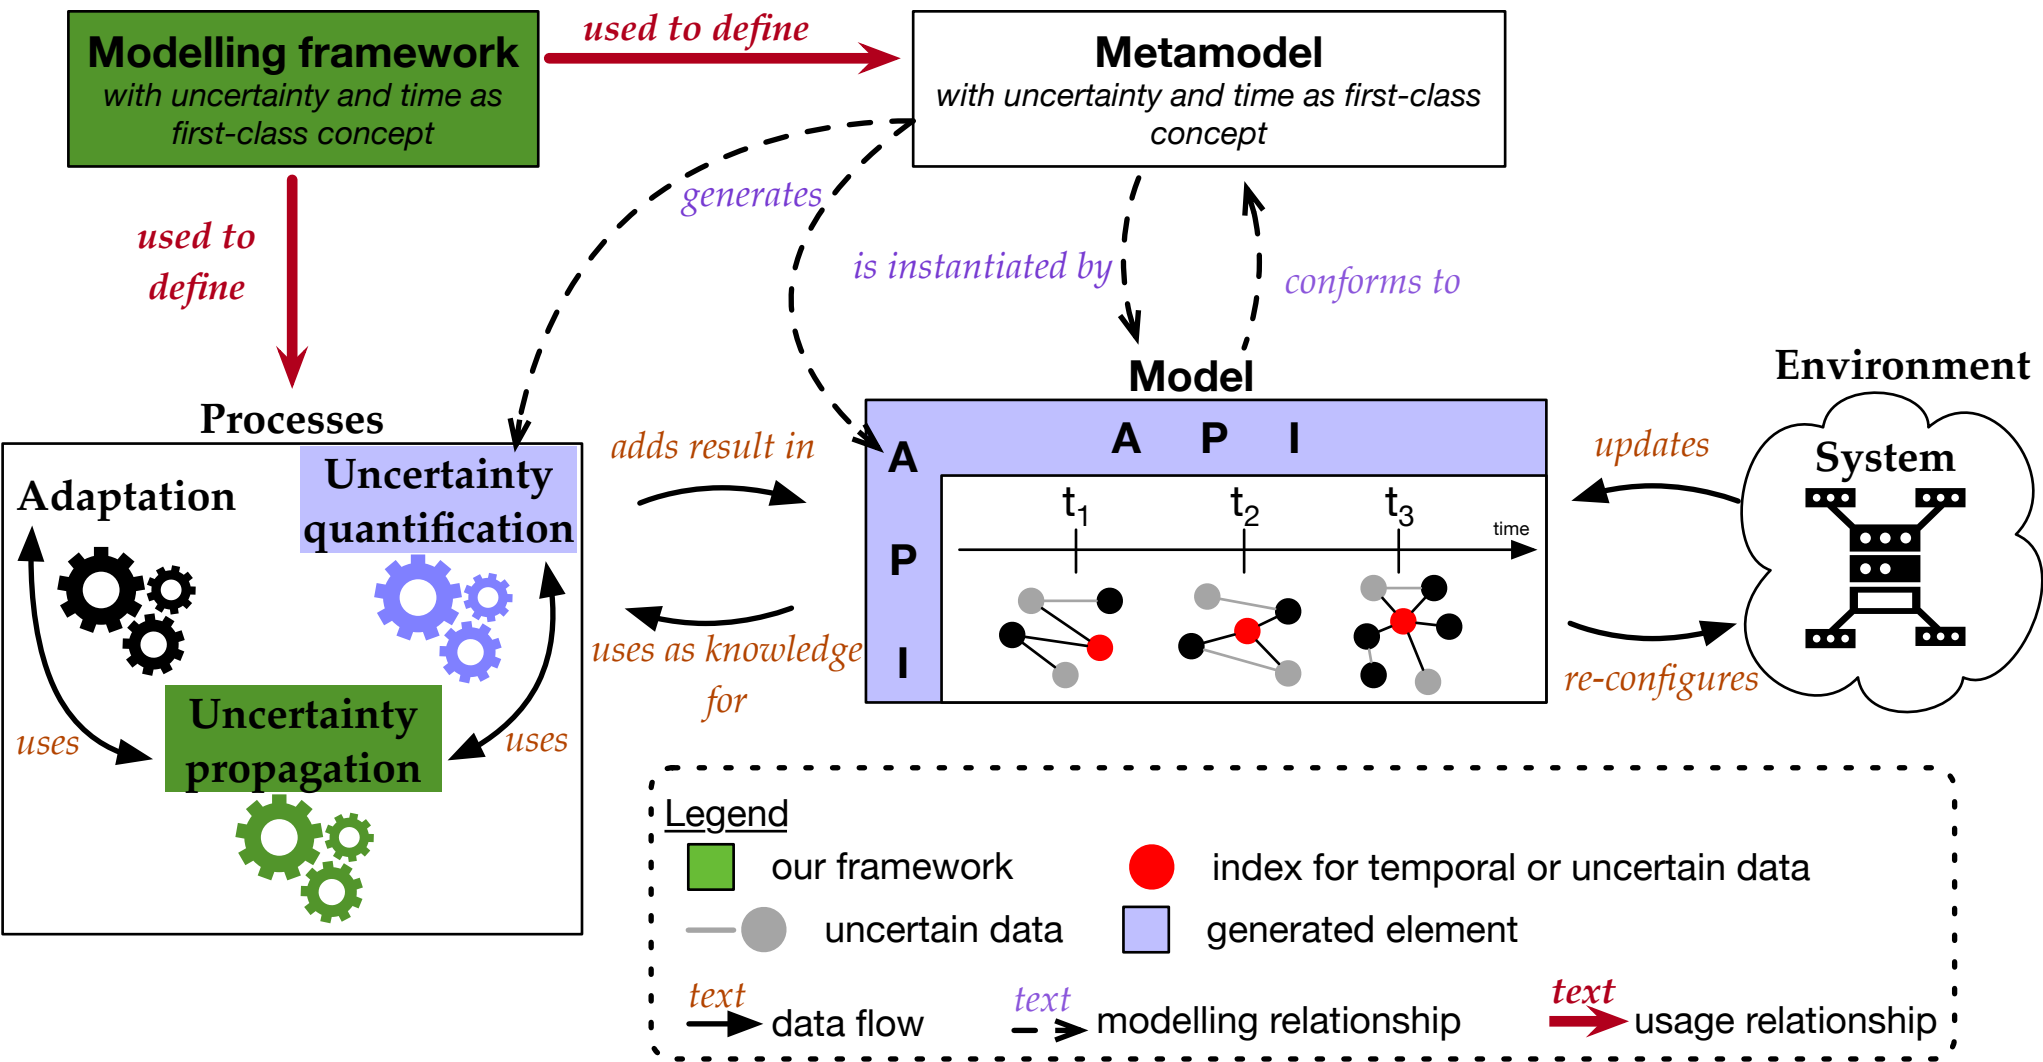 Modelling framework
with uncertainty and time as
first-class concept
used to define
Metamodel
with uncertainty and time as first-class
concept
used to
define
generates
is instantiated by
conforms to
Processes
Adaptation
Uncertainty
quantification
uses
Uncertainty
propagation
uses
adds result in
uses as knowledge
for
Model
A P I
A
P
I
t1
t2
t3
time
updates
re-configures
Environment
System
Legend
our framework
index for temporal or uncertain data
uncertain data
generated element
text
data flow
text
modelling relationship
text
usage relationship